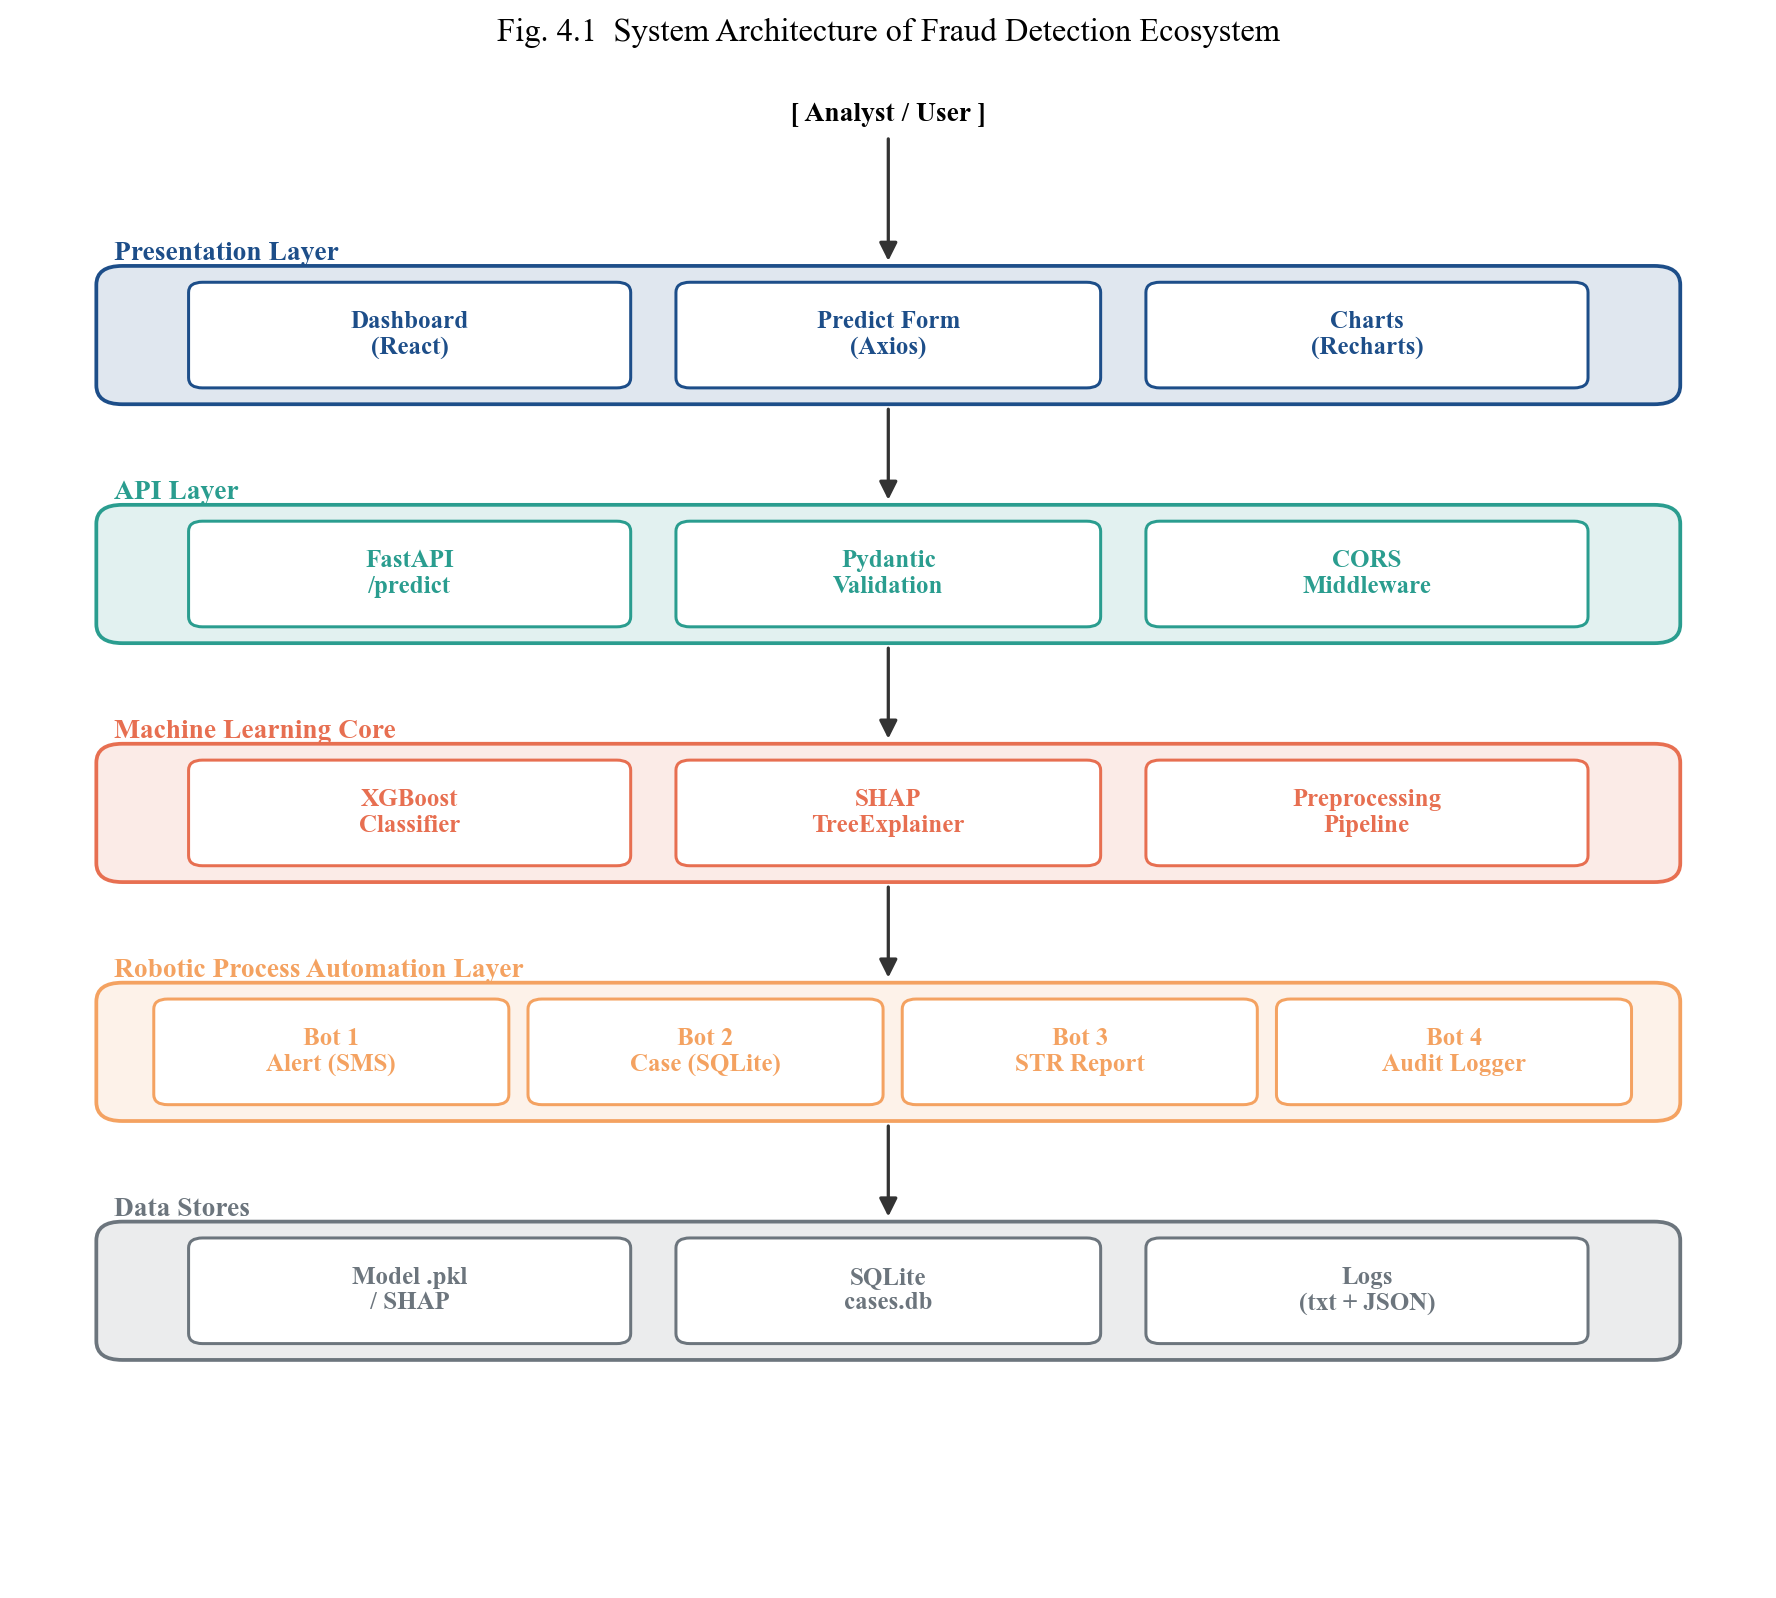 Fig. 4.1  System Architecture of Fraud Detection Ecosystem
[ Analyst / User ]
Presentation Layer
Dashboard
(React)
Predict Form
(Axios)
Charts
(Recharts)
API Layer
FastAPI
/predict
Pydantic
Validation
CORS
Middleware
Machine Learning Core
XGBoost
Classifier
SHAP
TreeExplainer
Preprocessing
Pipeline
Robotic Process Automation Layer
Bot 1
Alert (SMS)
Bot 2
Case (SQLite)
Bot 3
STR Report
Bot 4
Audit Logger
Data Stores
Model .pkl
/ SHAP
SQLite
cases.db
Logs
(txt + JSON)